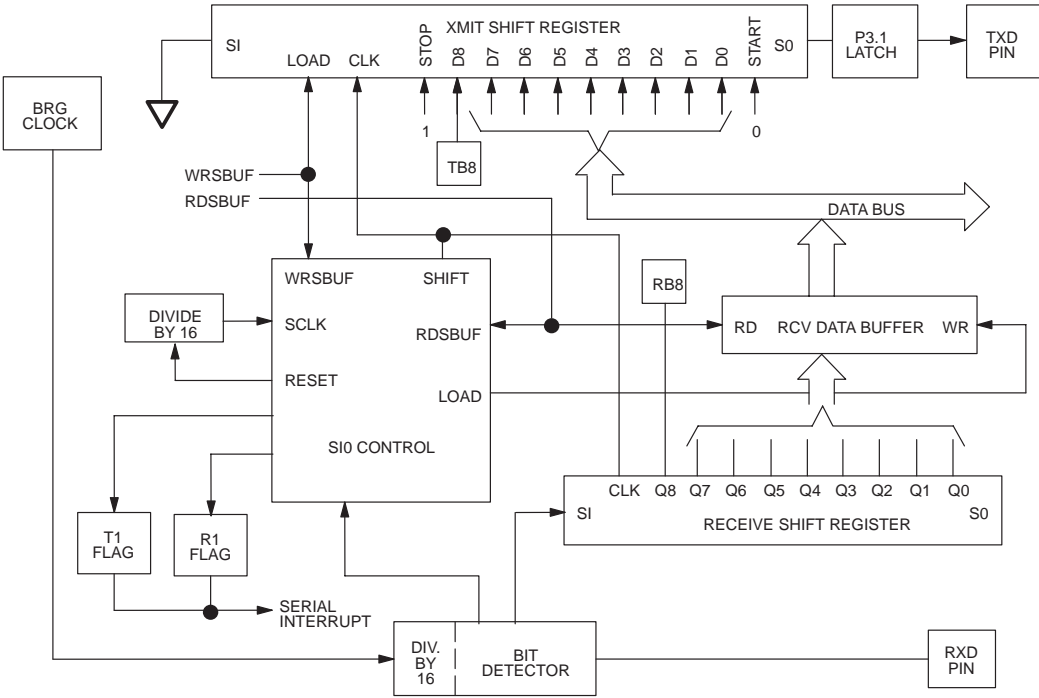 XMIT SHIFT REGISTER
SI
S0
LOAD
CLK
STOP
D8
D7
D6
D5
D4
D3
D2
D1
D0
START
P3.1
LATCH
TXD
PIN
BRG
CLOCK
1
0
TB8
WRSBUF
RDSBUF
DATA BUS
WRSBUF
SHIFT
RB8
DIVIDE
BY 16
SCLK
RDSBUF
RD
RCV DATA BUFFER
WR
RESET
LOAD
SI0 CONTROL
CLK
Q8
Q7
Q6
Q5
Q4
Q3
Q2
Q1
Q0
SI
S0
RECEIVE SHIFT REGISTER
T1
FLAG
R1
FLAG
SERIAL
INTERRUPT
DIV.
BY
16
BIT
DETECTOR
RXD
PIN